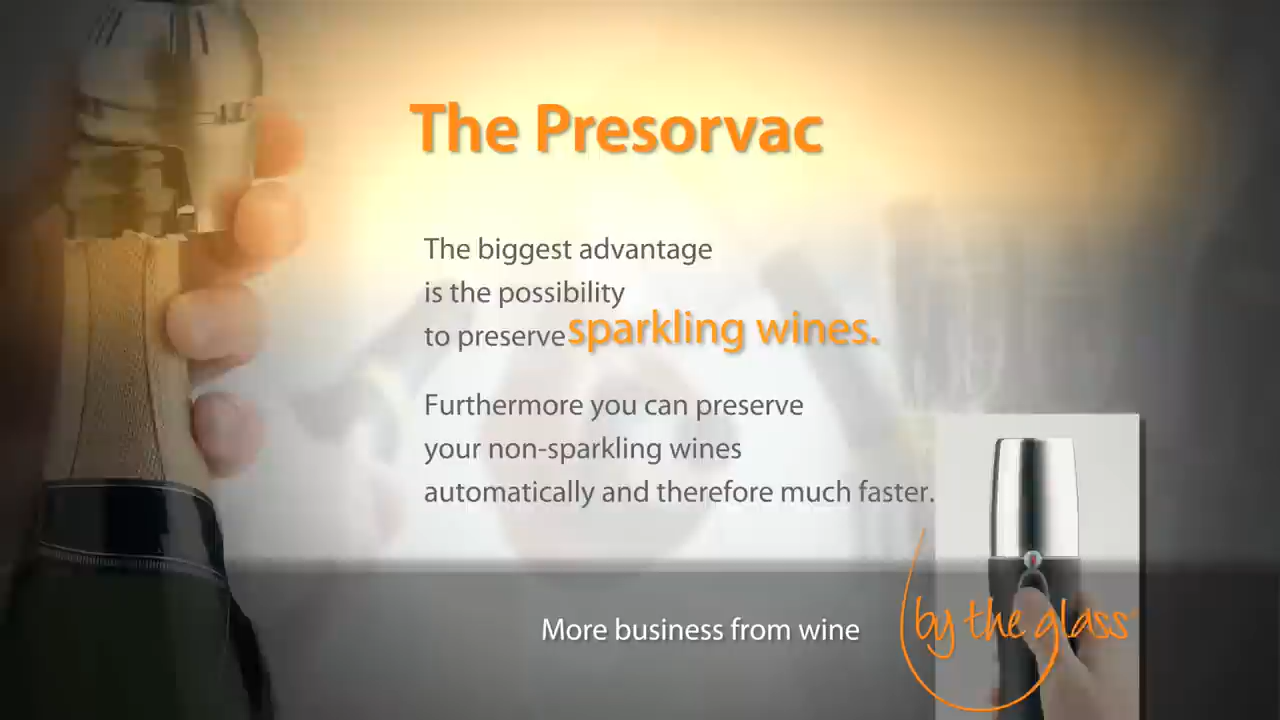 The Presorvac
The biggest advantage
is the possibility
to preserve sparkling wines.
Furthermore you can preserve
your non-sparkling wines
automatically and therefore much faster.
More business from wine
by the glass